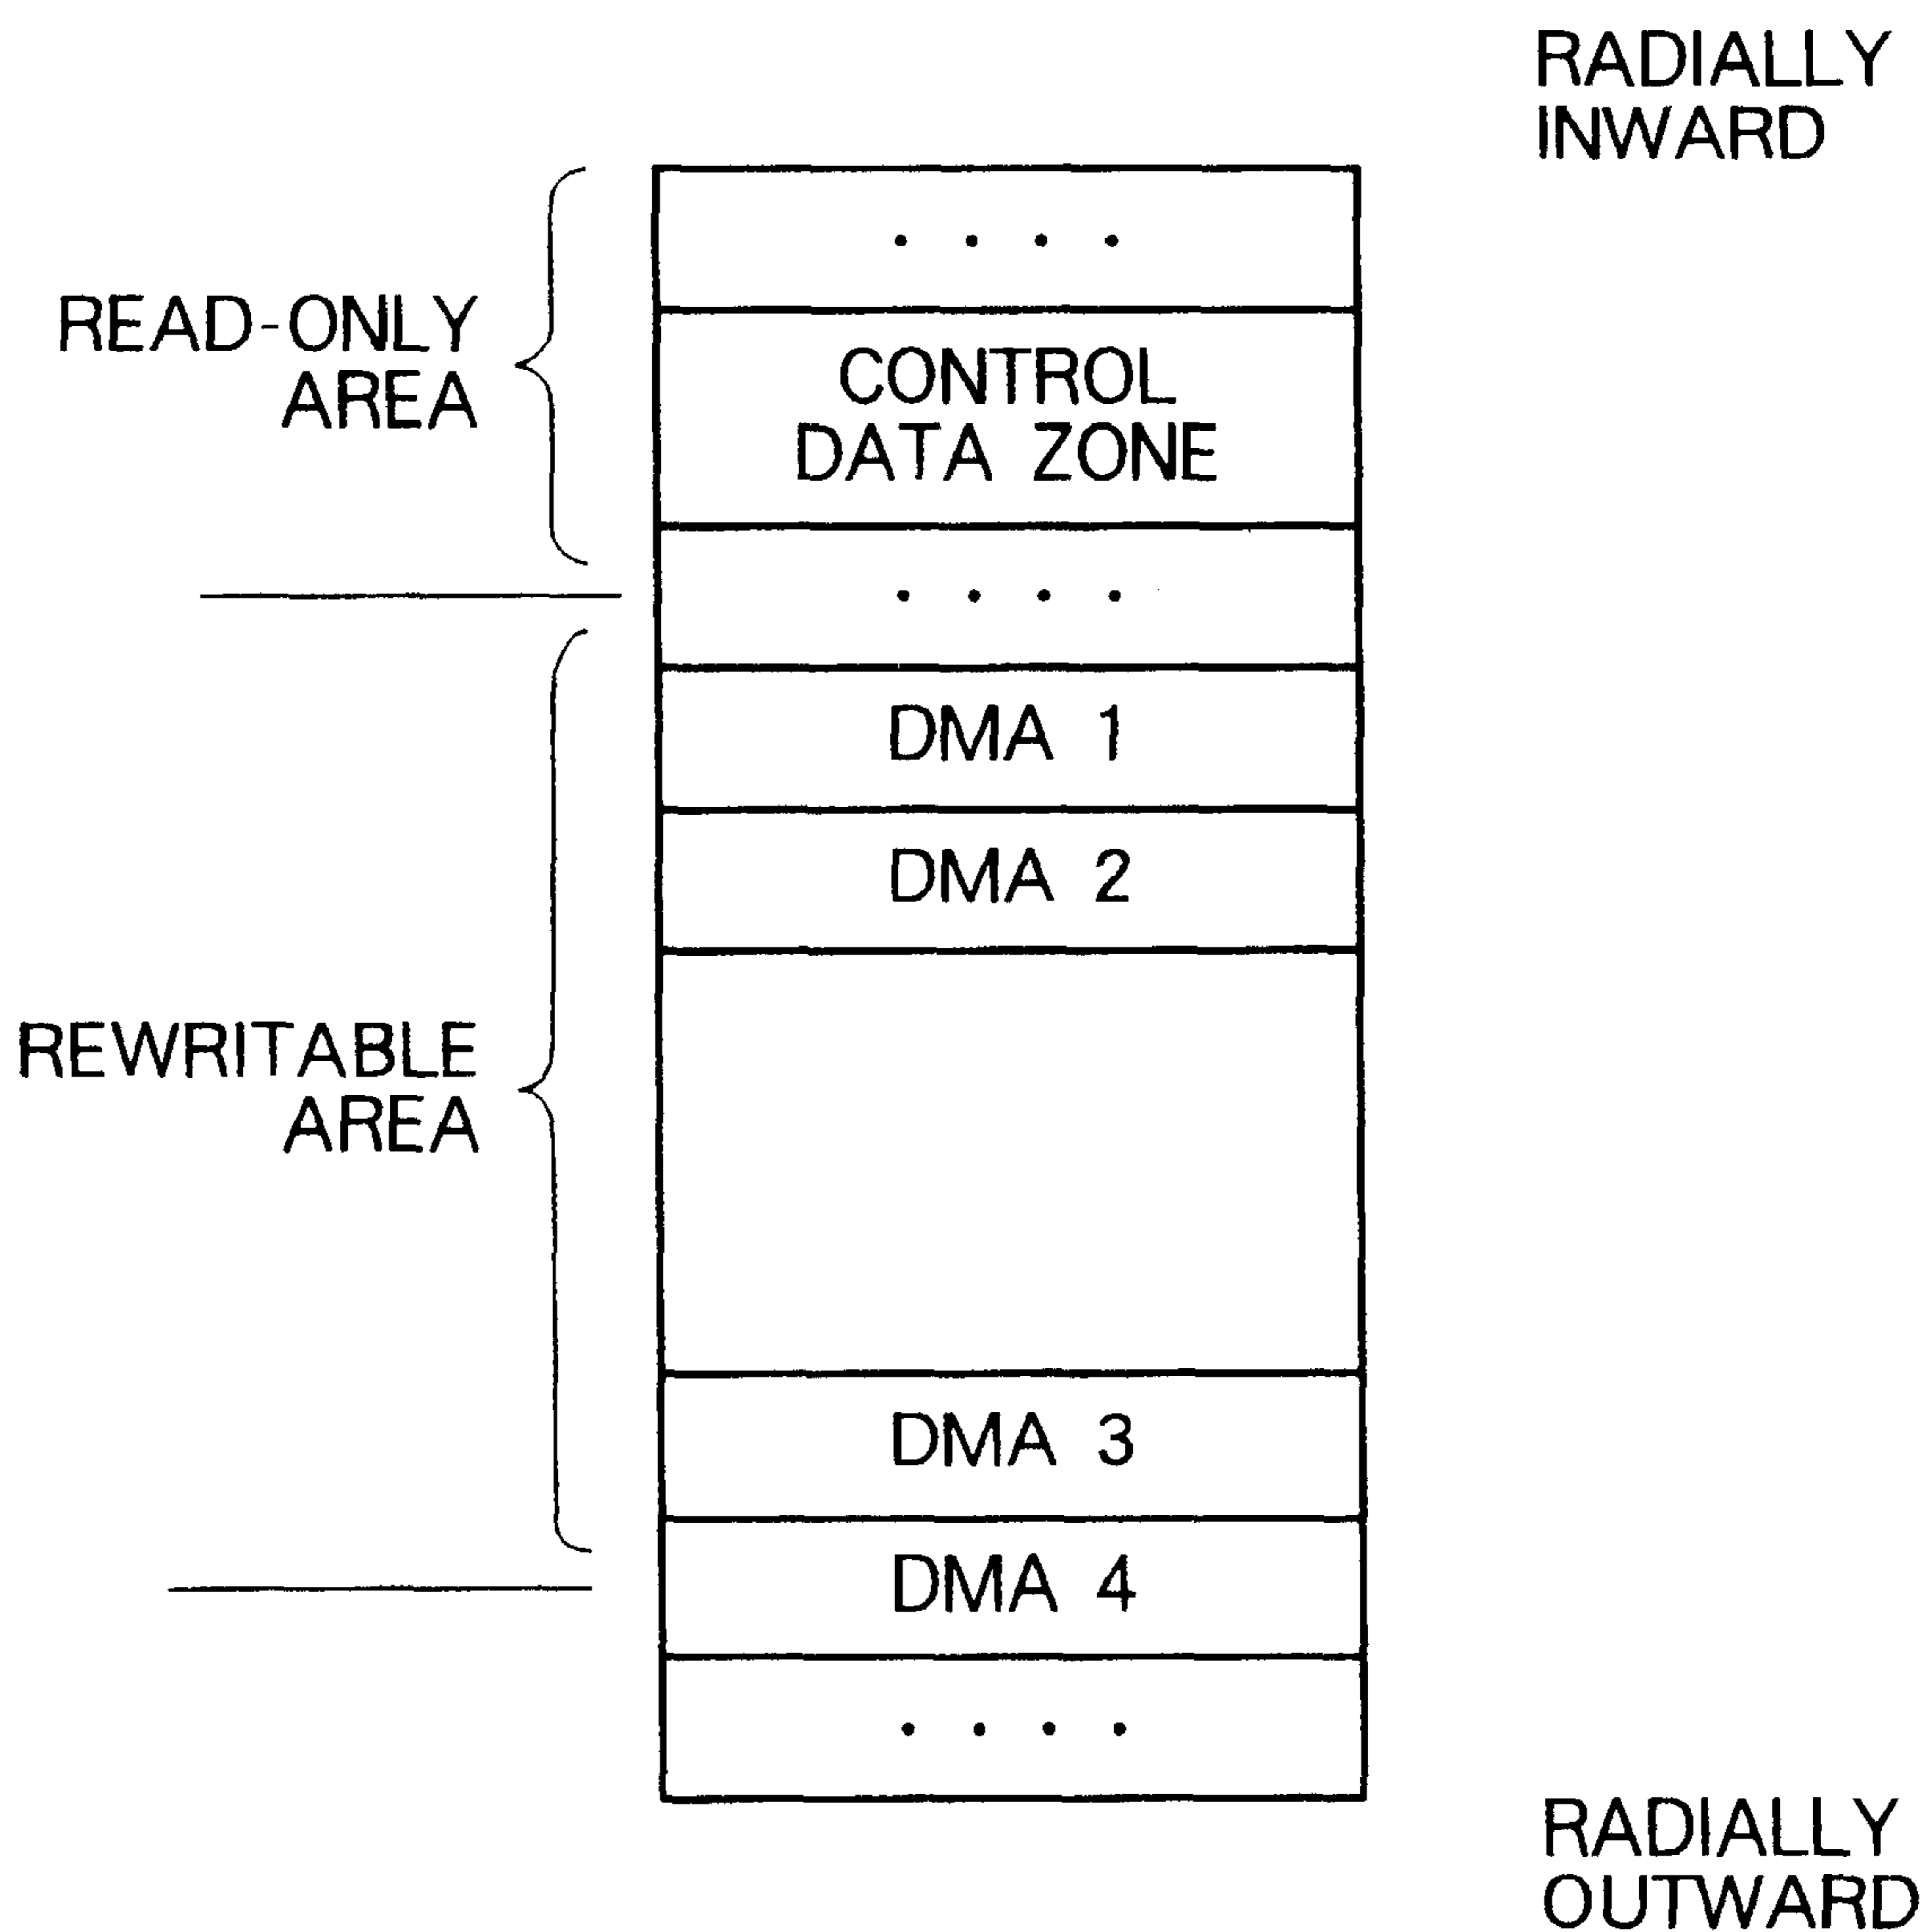 RADIALLY
INWARD
. . . .
READ-ONLY
AREA
CONTROL
DATA ZONE
. . . .
DMA 1
DMA 2
REWRITABLE
AREA
DMA 3
DMA 4
. . . .
RADIALLY
OUTWARD